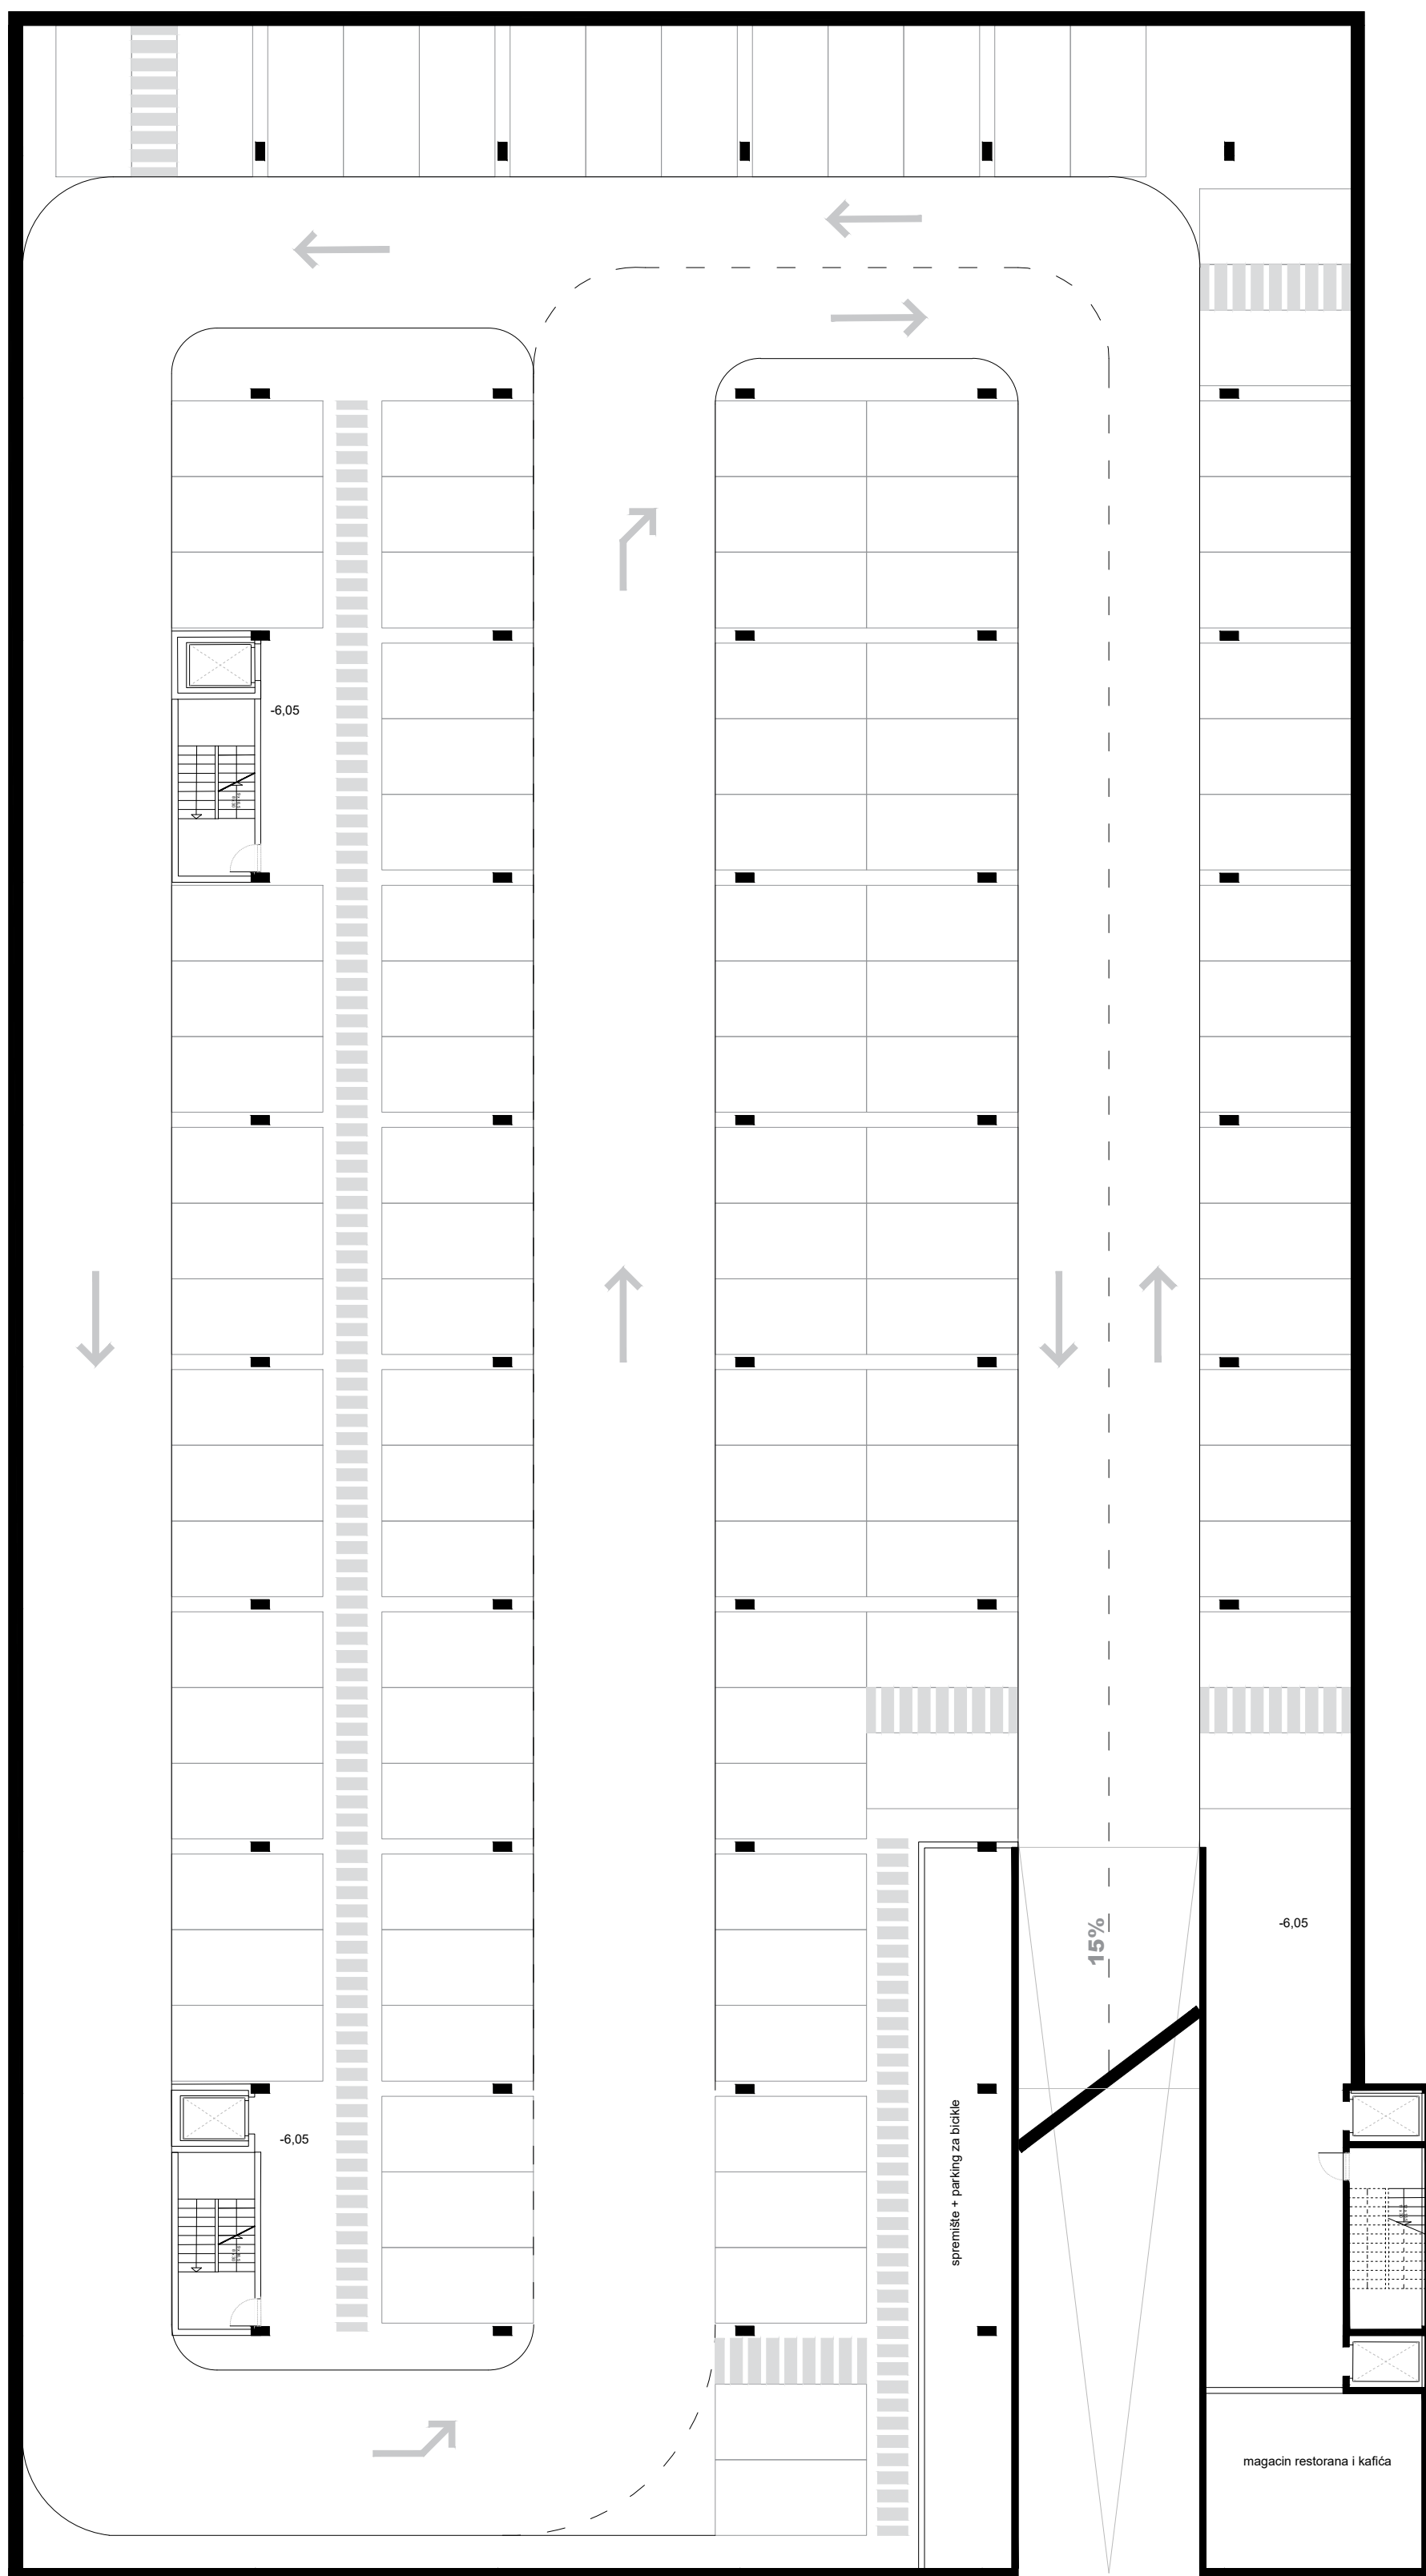 -6,05
15%
-6,05
-6,05
spremište + parking za bicikle
magacin restorana i kafića